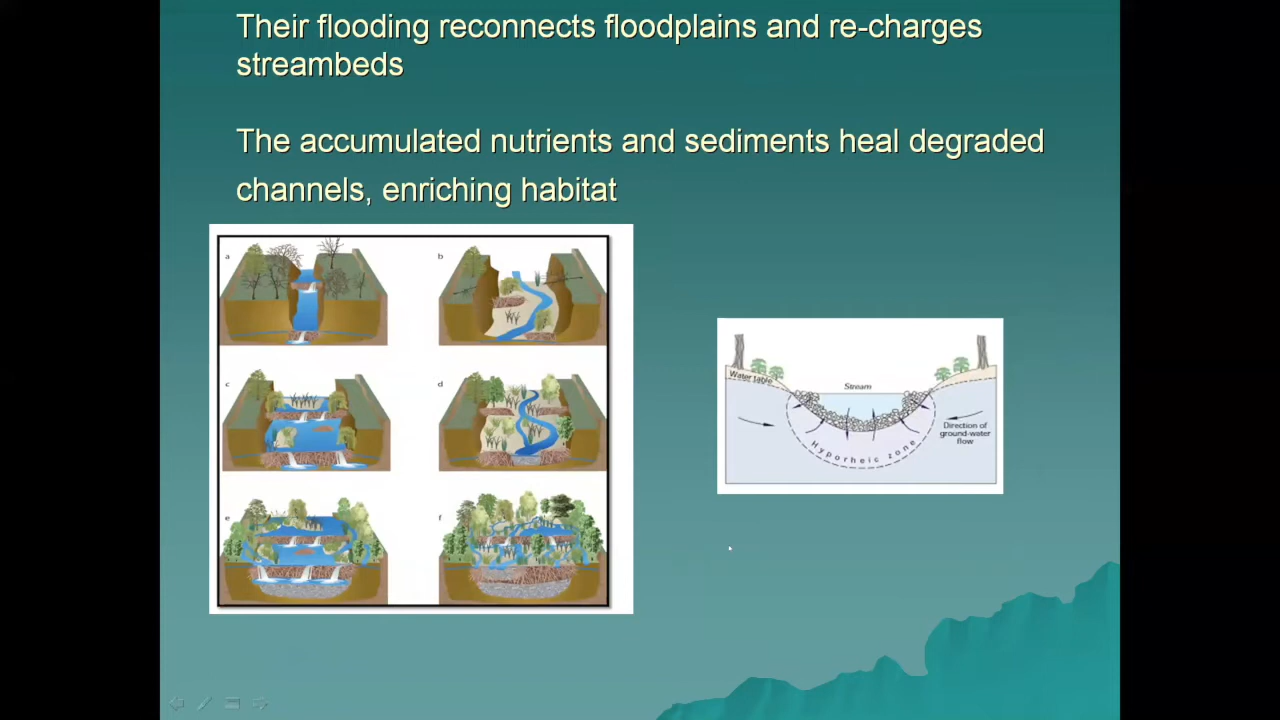 Their flooding reconnects floodplains and re-charges
streambeds
The accumulated nutrients and sediments heal degraded
channels, enriching habitat
a
b
c
d
e
f
Water table
Stream
Direction of
ground-water
flow
Hyporheic zone